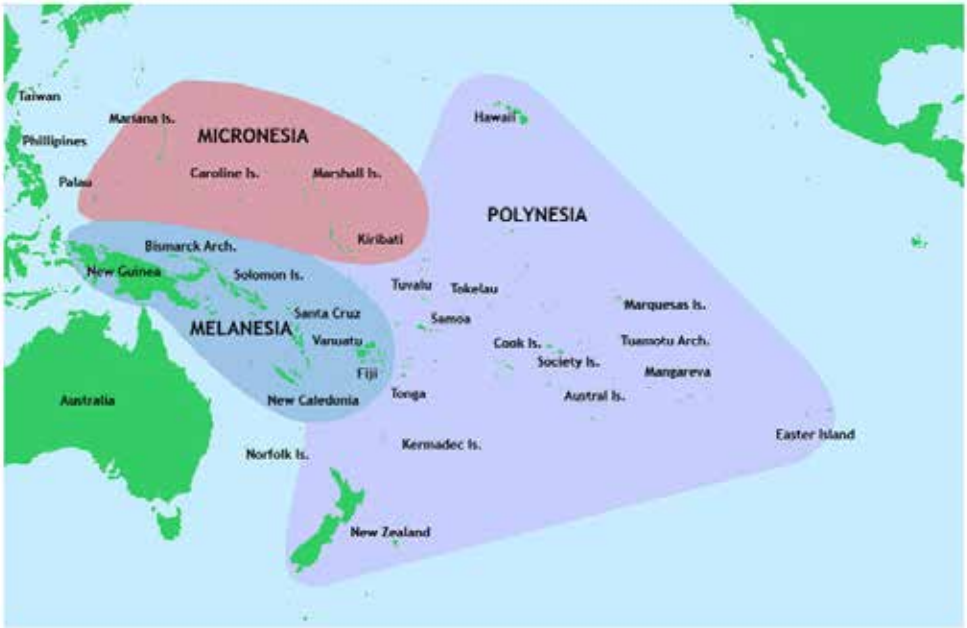 Taiwan
Hawaii
Mariana Is.
MICRONESIA
Phillipines
Caroline Is.
Marshall Is.
Palau
POLYNESIA
Kiribati
Bismarck Arch.
New Guinea
Solomon Is.
Tuvalu
Tokelau
Marquesas Is.
Santa Cruz
Samoa
MELANESIA
Vanuatu
Cook Is.
Tuamotu Arch.
Society Is.
Fiji
Mangareva
Tonga
Austral Is.
Australia
New Caledonia
Easter Island
Kermadec Is.
Norfolk Is.
New Zealand